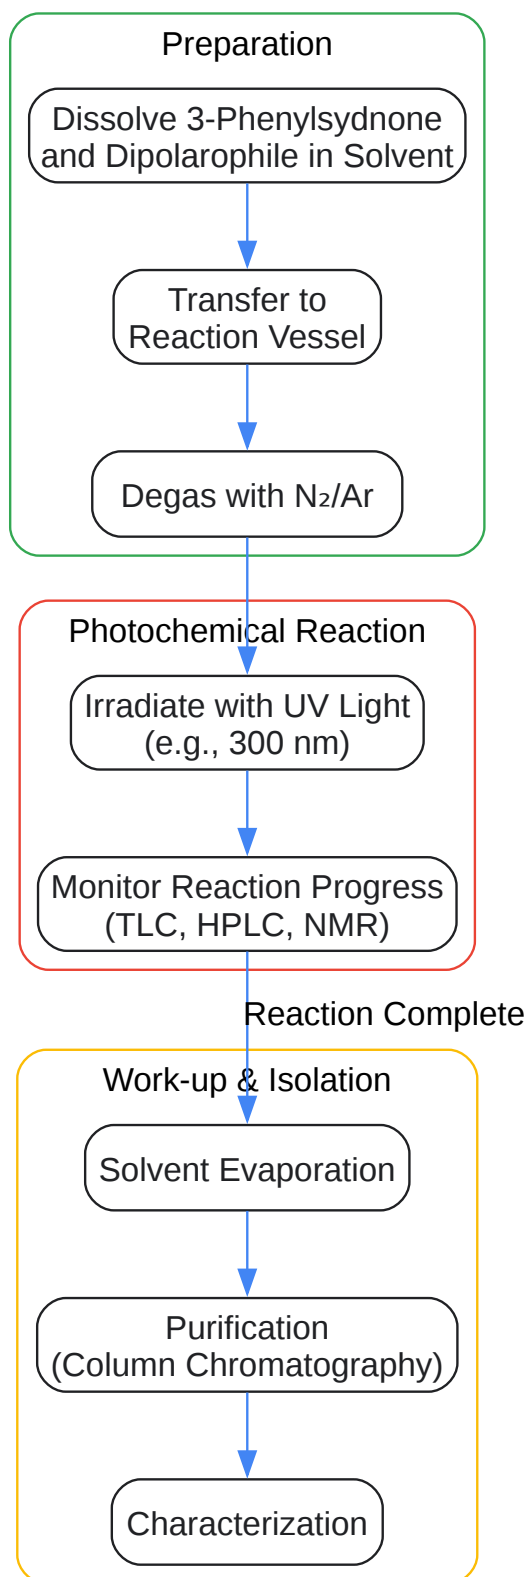 Preparation
Dissolve 3-Phenylsydnone
and Dipolarophile in Solvent
Transfer to
Reaction Vessel
Degas with N₂/Ar
Photochemical Reaction
Irradiate with UV Light
(e.g., 300 nm)
Monitor Reaction Progress
(TLC, HPLC, NMR)
Reaction Complete
Work-up & Isolation
Solvent Evaporation
Purification
(Column Chromatography)
Characterization